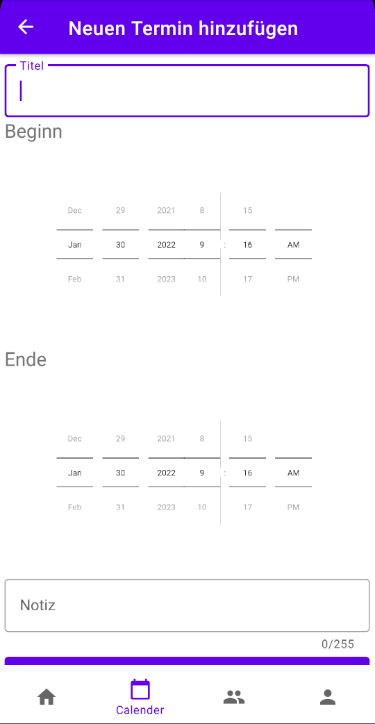 Neuen Termin hinzufügen
Titel
Beginn
Dec 29 2021 8 15
Jan 30 2022 9 : 16 AM
Feb 31 2023 10 17 PM
Ende
Dec 29 2021 8 15
Jan 30 2022 9 : 16 AM
Feb 31 2023 10 17 PM
Notiz
0/255
Calender